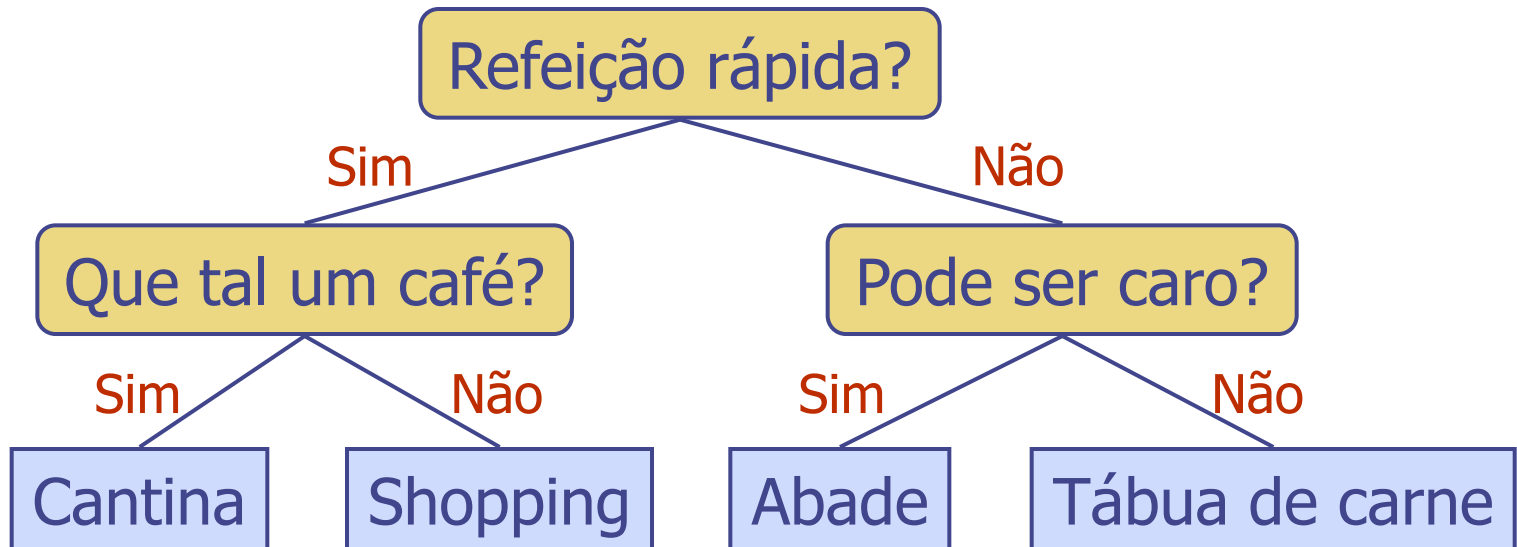 Refeição rápida?
Sim
Não
Que tal um café?
Pode ser caro?
Sim
Não
Sim
Não
Cantina
Shopping
Abade
Tábua de carne